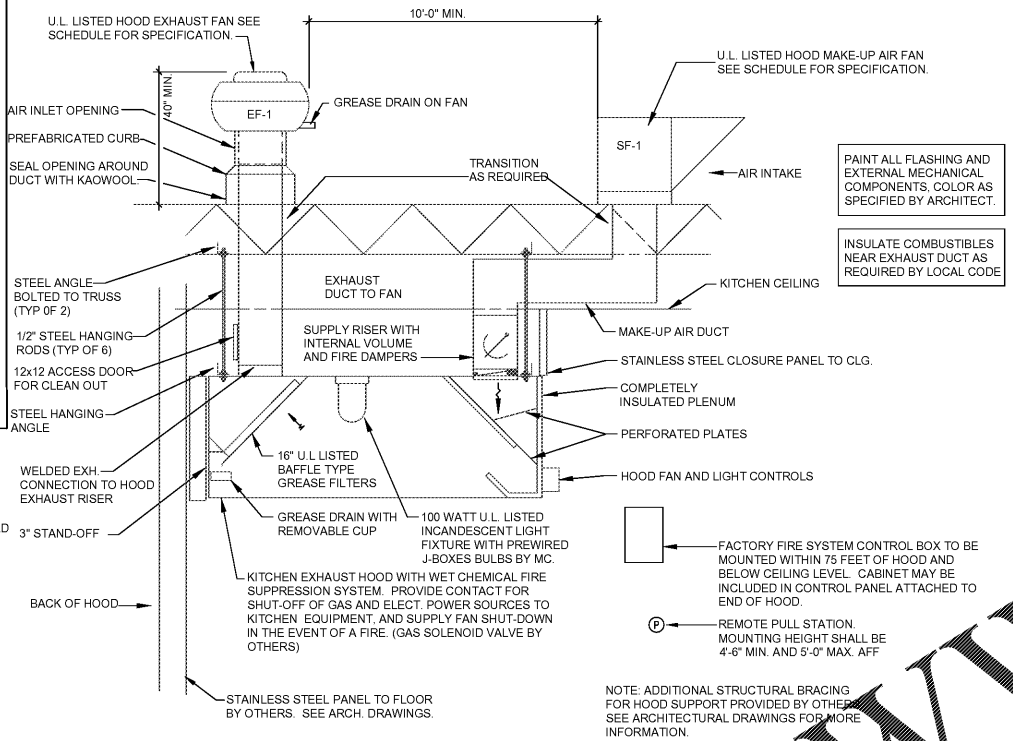 U.L. LISTED HOOD EXHAUST FAN SEE
SCHEDULE FOR SPECIFICATION.
10'-0" MIN.
U.L. LISTED HOOD MAKE-UP AIR FAN
SEE SCHEDULE FOR SPECIFICATION.
40" MIN.
AIR INLET OPENING
EF-1
GREASE DRAIN ON FAN
PREFABRICATED CURB
SF-1
SEAL OPENING AROUND
DUCT WITH KAOWOOL.
TRANSITION
AS REQUIRED
AIR INTAKE
PAINT ALL FLASHING AND
EXTERNAL MECHANICAL
COMPONENTS, COLOR AS
SPECIFIED BY ARCHITECT.
INSULATE COMBUSTIBLES
NEAR EXHAUST DUCT AS
REQUIRED BY LOCAL CODE
STEEL ANGLE
BOLTED TO TRUSS
(TYP 0F 2)
EXHAUST
DUCT TO FAN
KITCHEN CEILING
1/2" STEEL HANGING
RODS (TYP OF 6)
SUPPLY RISER WITH
INTERNAL VOLUME
AND FIRE DAMPERS
MAKE-UP AIR DUCT
STAINLESS STEEL CLOSURE PANEL TO CLG.
12x12 ACCESS DOOR
FOR CLEAN OUT
COMPLETELY
INSULATED PLENUM
STEEL HANGING
ANGLE
PERFORATED PLATES
16" U.L LISTED
BAFFLE TYPE
GREASE FILTERS
WELDED EXH.
CONNECTION TO HOOD
EXHAUST RISER
HOOD FAN AND LIGHT CONTROLS
D
3" STAND-OFF
GREASE DRAIN WITH
REMOVABLE CUP
100 WATT U.L. LISTED
INCANDESCENT LIGHT
FIXTURE WITH PREWIRED
J-BOXES BULBS BY MC.
FACTORY FIRE SYSTEM CONTROL BOX TO BE
MOUNTED WITHIN 75 FEET OF HOOD AND
BELOW CEILING LEVEL. CABINET MAY BE
INCLUDED IN CONTROL PANEL ATTACHED TO
END OF HOOD.
KITCHEN EXHAUST HOOD WITH WET CHEMICAL FIRE
SUPPRESSION SYSTEM. PROVIDE CONTACT FOR
SHUT-OFF OF GAS AND ELECT. POWER SOURCES TO
KITCHEN EQUIPMENT, AND SUPPLY FAN SHUT-DOWN
IN THE EVENT OF A FIRE. (GAS SOLENOID VALVE BY
OTHERS)
BACK OF HOOD
P
REMOTE PULL STATION.
MOUNTING HEIGHT SHALL BE
4'-6" MIN. AND 5'-0" MAX. AFF
STAINLESS STEEL PANEL TO FLOOR
BY OTHERS. SEE ARCH. DRAWINGS.
NOTE: ADDITIONAL STRUCTURAL BRACING
FOR HOOD SUPPORT PROVIDED BY OTHERS
SEE ARCHITECTURAL DRAWINGS FOR MORE
INFORMATION.